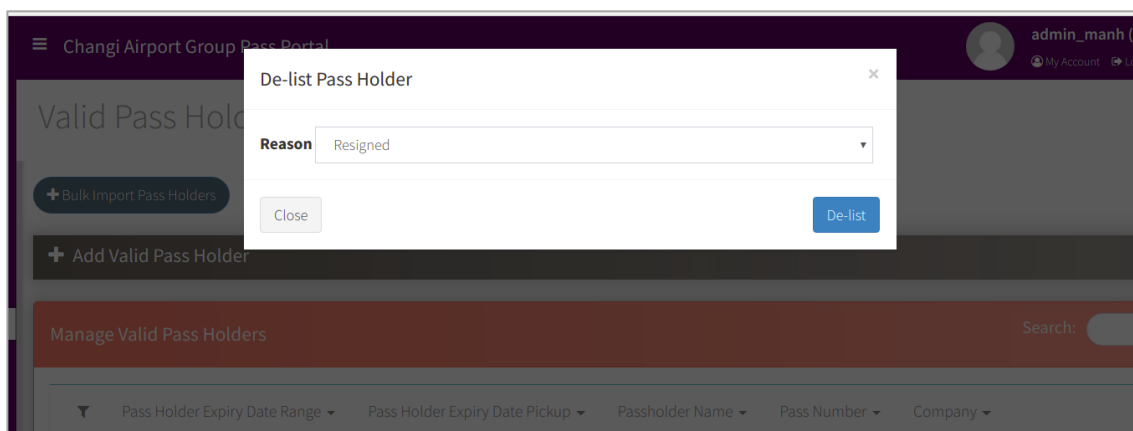 Changi Airport Group Pass Portal
admin_manh (
My Account
De-list Pass Holder
×
Valid Pass Hold
Reason Resigned
Bulk Import Pass Holders
Close De-list
Add Valid Pass Holder
Manage Valid Pass Holders Search:
Pass Holder Expiry Date Range Pass Holder Expiry Date Pickup Passholder Name Pass Number Company